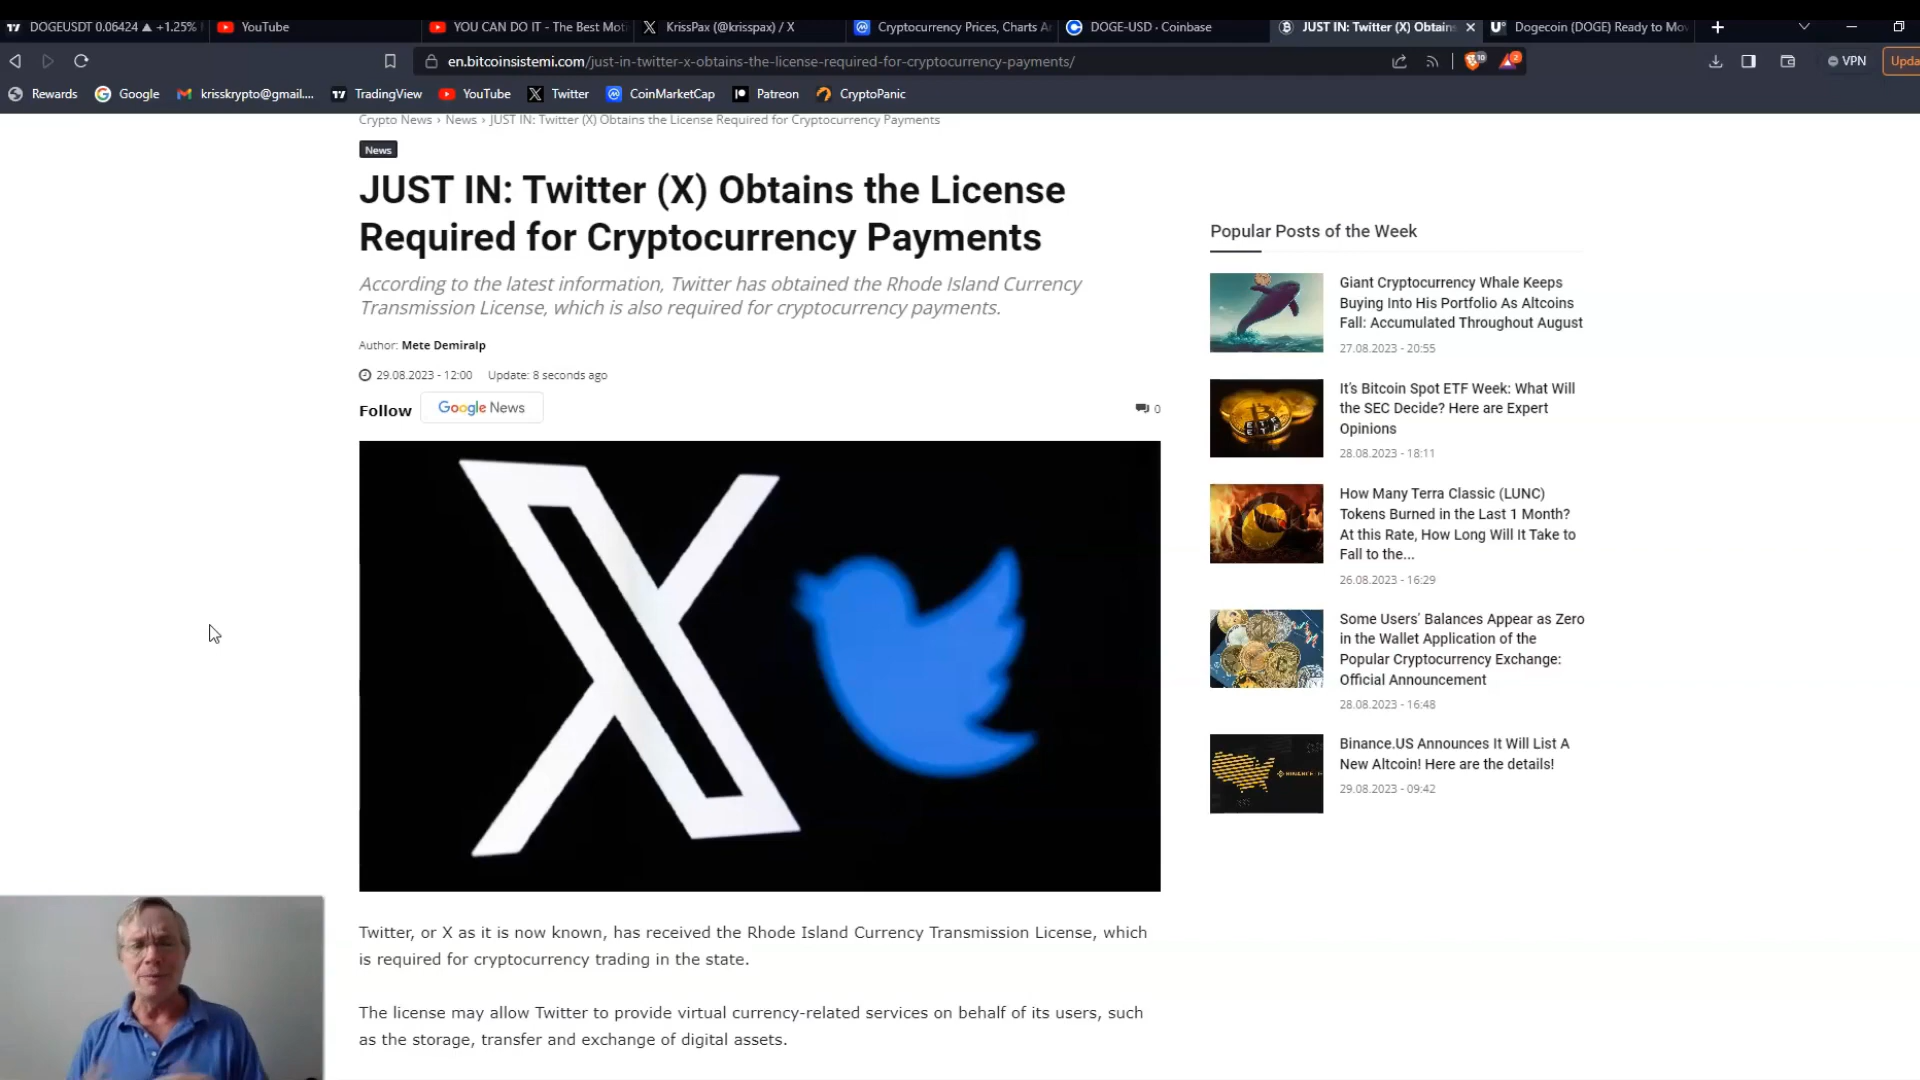 DOGEUSDT 0.06424 ▲ +1.25%
YouTube
YOU CAN DO IT - The Best Moti
KrissPax (@krisspax) / X
Cryptocurrency Prices, Charts A
DOGE-USD · Coinbase
JUST IN: Twitter (X) Obtains
Dogecoin (DOGE) Ready to Mov
en.bitcoinsistemi.com/just-in-twitter-x-obtains-the-license-required-for-cryptocurrency-payments/
10
2
VPN
Upda
Rewards
Google
krisskrypto@gmail....
TradingView
YouTube
Twitter
CoinMarketCap
Patreon
CryptoPanic
Crypto News › News › JUST IN: Twitter (X) Obtains the License Required for Cryptocurrency Payments
News
JUST IN: Twitter (X) Obtains the License
Required for Cryptocurrency Payments
According to the latest information, Twitter has obtained the Rhode Island Currency
Transmission License, which is also required for cryptocurrency payments.
Author: Mete Demiralp
29.08.2023 - 12:00 Update: 8 seconds ago
Follow
Google News
0
Twitter, or X as it is now known, has received the Rhode Island Currency Transmission License, which
is required for cryptocurrency trading in the state.
The license may allow Twitter to provide virtual currency-related services on behalf of its users, such
as the storage, transfer and exchange of digital assets.
Popular Posts of the Week
Giant Cryptocurrency Whale Keeps
Buying Into His Portfolio As Altcoins
Fall: Accumulated Throughout August
27.08.2023 - 20:55
It's Bitcoin Spot ETF Week: What Will
the SEC Decide? Here are Expert
Opinions
28.08.2023 - 18:11
How Many Terra Classic (LUNC)
Tokens Burned in the Last 1 Month?
At this Rate, How Long Will It Take to
Fall to the...
26.08.2023 - 16:29
Some Users' Balances Appear as Zero
in the Wallet Application of the
Popular Cryptocurrency Exchange:
Official Announcement
28.08.2023 - 16:48
Binance.US Announces It Will List A
New Altcoin! Here are the details!
29.08.2023 - 09:42